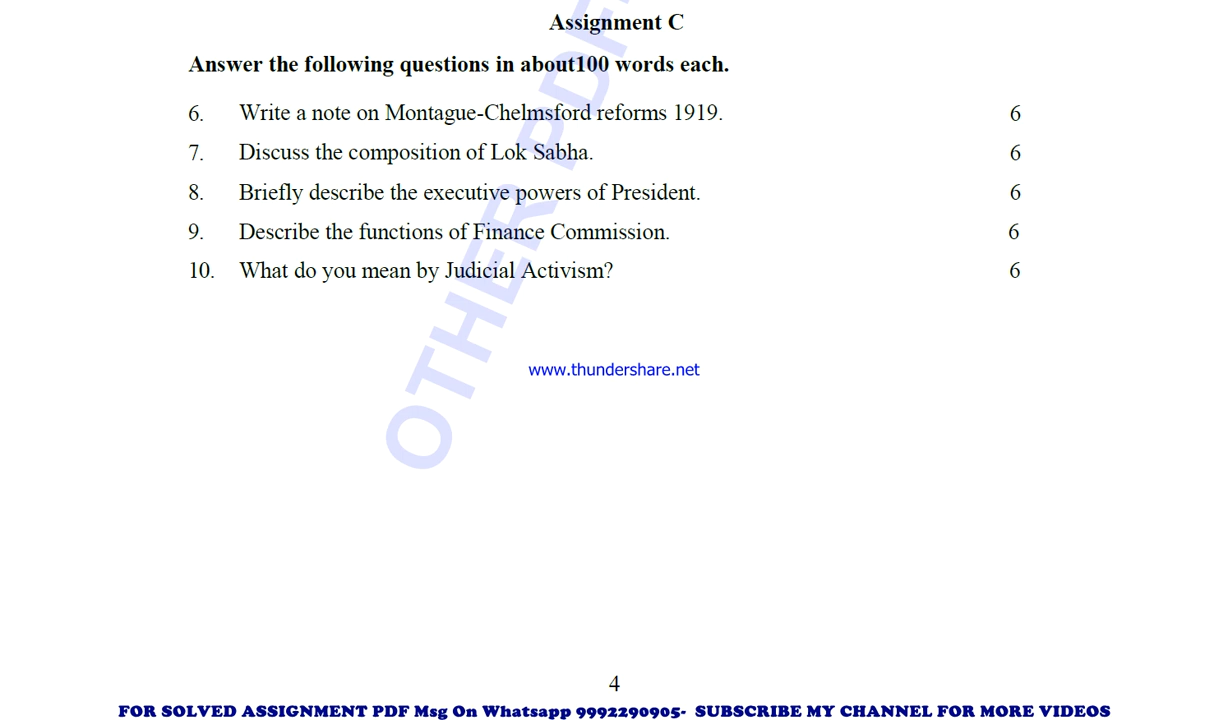 Assignment C
Answer the following questions in about100 words each.
6. Write a note on Montague-Chelmsford reforms 1919. 6
7. Discuss the composition of Lok Sabha. 6
8. Briefly describe the executive powers of President. 6
9. Describe the functions of Finance Commission. 6
10. What do you mean by Judicial Activism? 6
OTHER PDF
www.thundershare.net
4
FOR SOLVED ASSIGNMENT PDF Msg On Whatsapp 9992290905- SUBSCRIBE MY CHANNEL FOR MORE VIDEOS